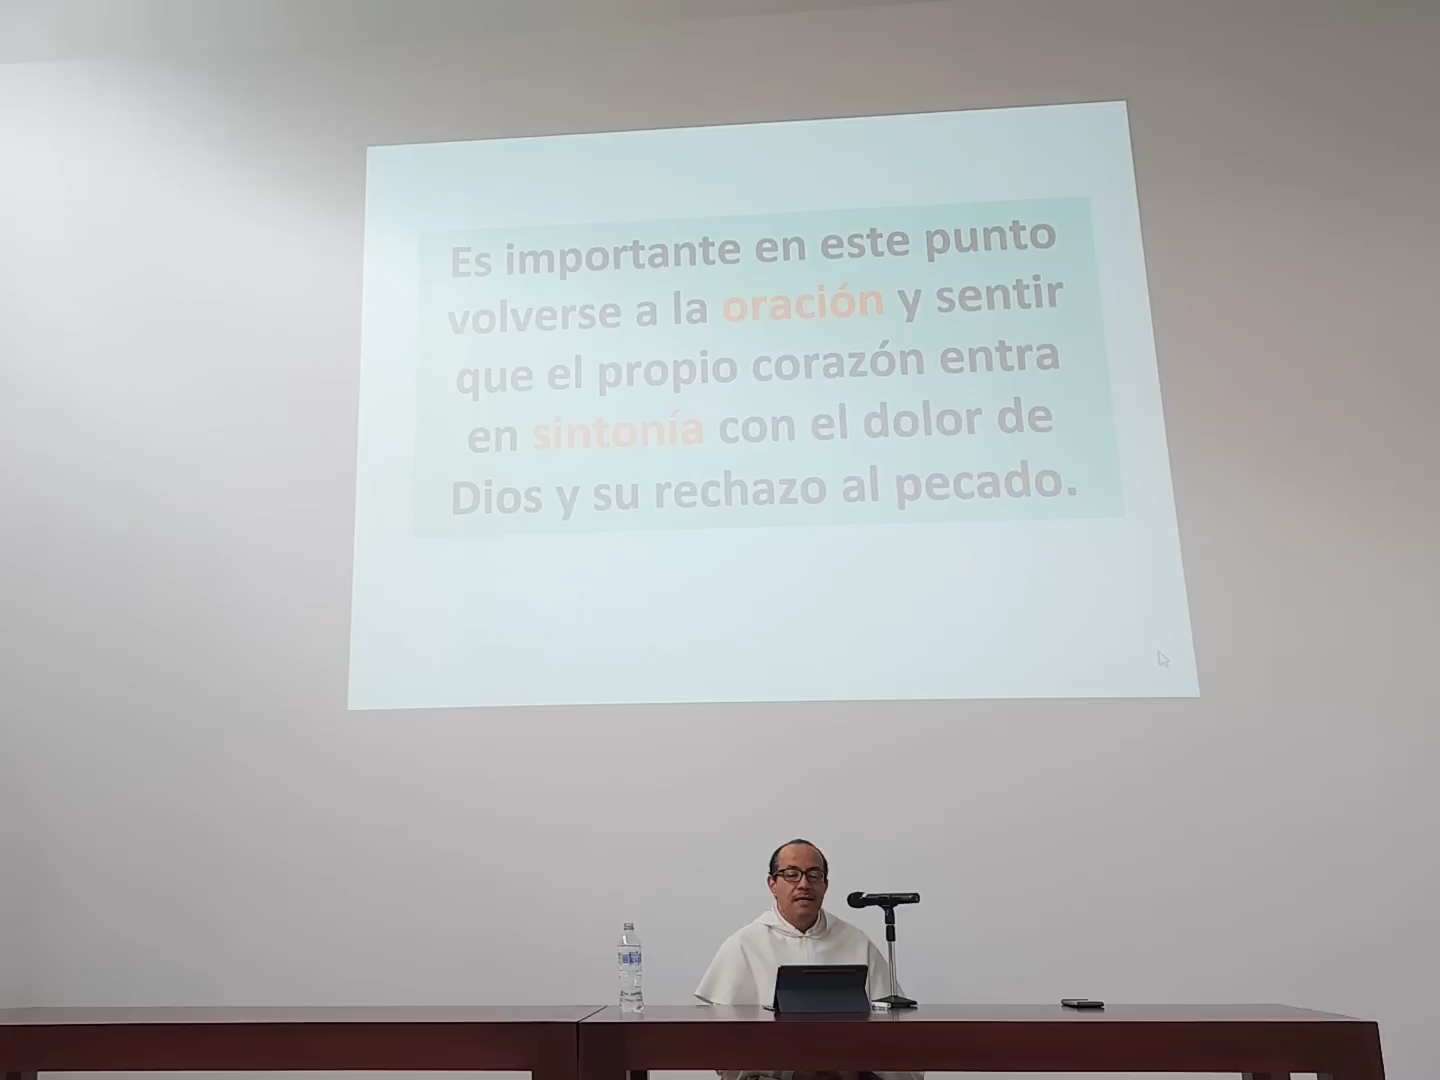 Es importante en este punto
volverse a la oración y sentir
que el propio corazón entra
en sintonía con el dolor de
Dios y su rechazo al pecado.